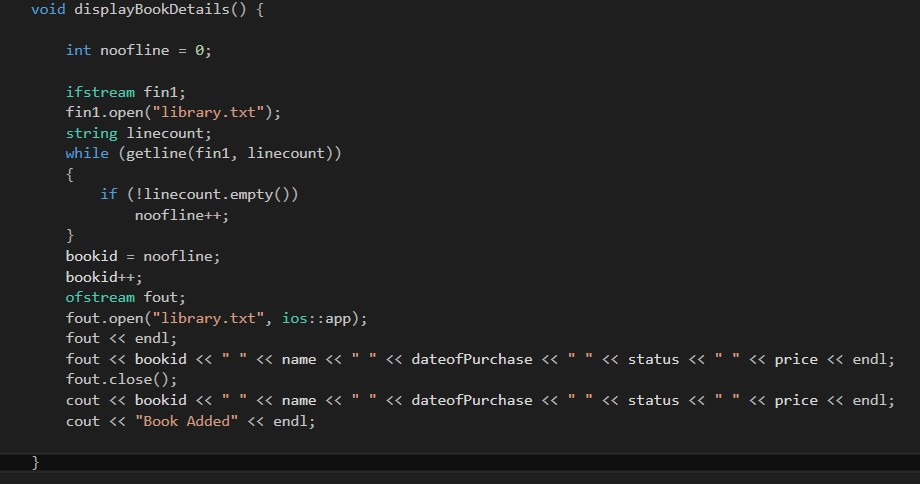 void displayBookDetails() {
int noofline = 0;
ifstream fin1;
fin1.open("library.txt");
string linecount;
while (getline(fin1, linecount))
{
if (!linecount.empty())
noofline++;
}
bookid = noofline;
bookid++;
ofstream fout;
fout.open("library.txt", ios::app);
fout << endl;
fout << bookid << " " << name << " " << dateofPurchase << " " << status << " " << price << endl;
fout.close();
cout << bookid << " " << name << " " << dateofPurchase << " " << status << " " << price << endl;
cout << "Book Added" << endl;
}